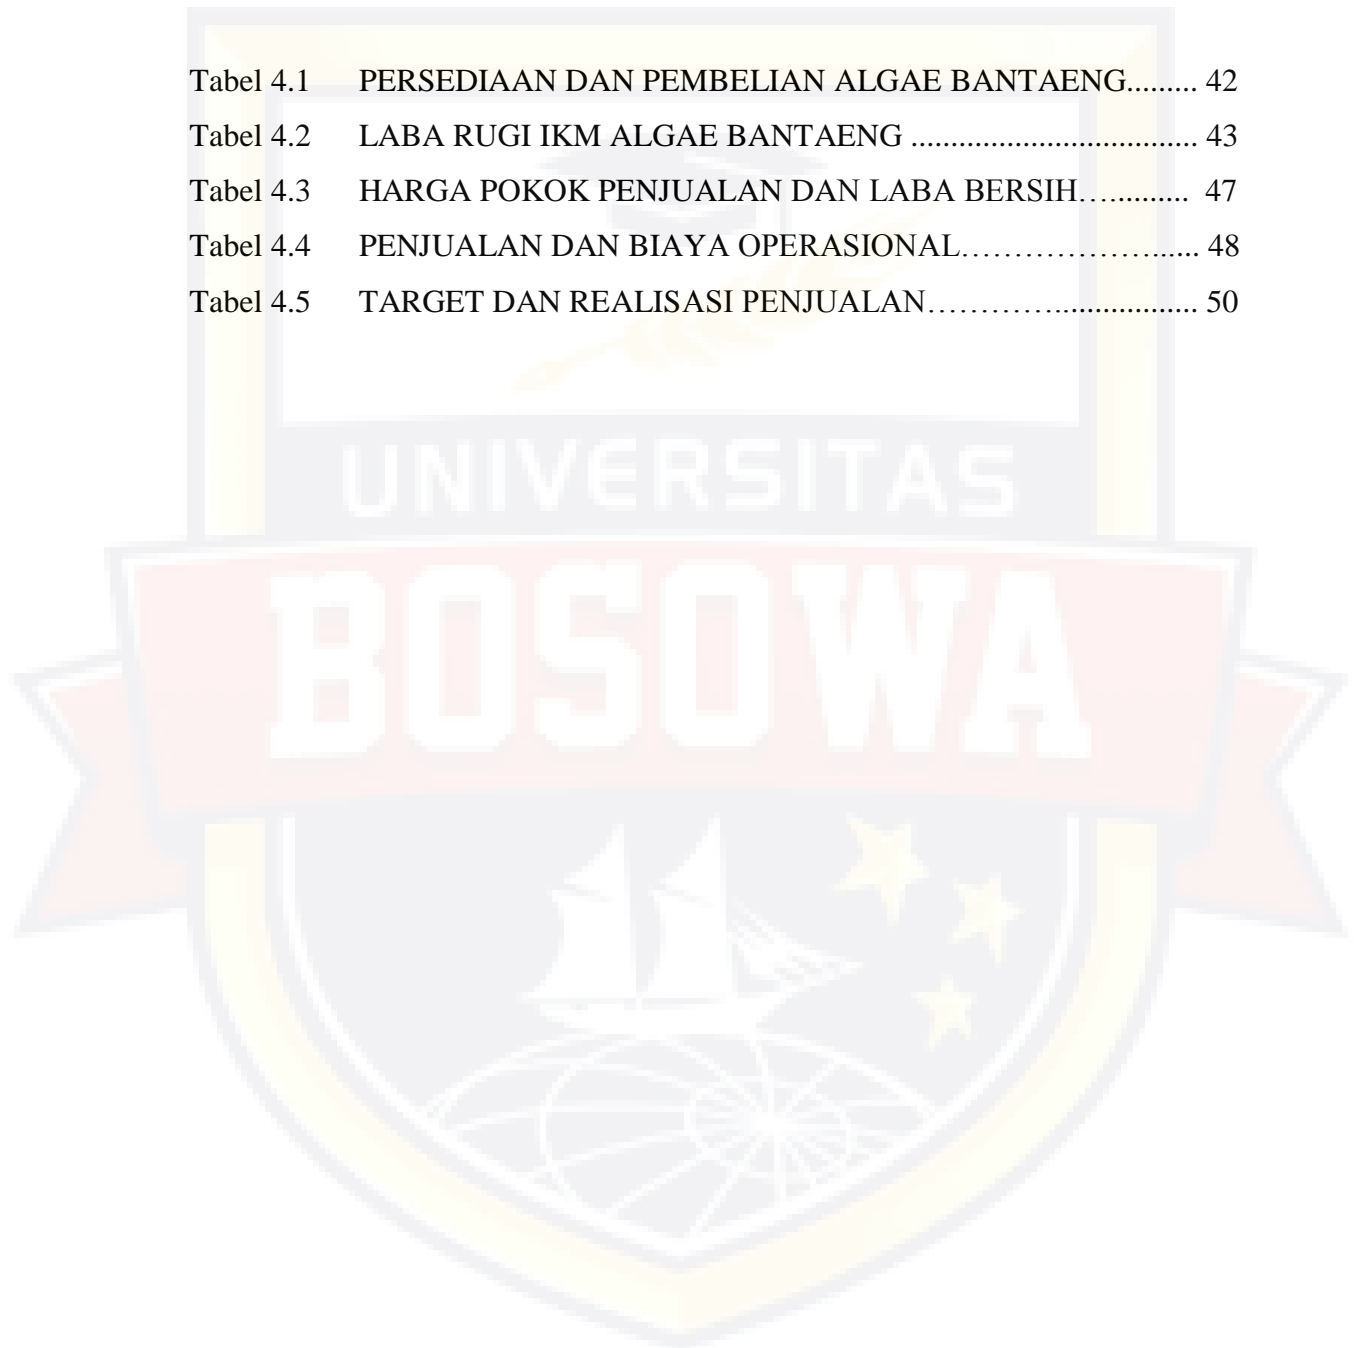 Tabel 4.1 PERSEDIAAN DAN PEMBELIAN ALGAE BANTAENG......... 42
Tabel 4.2 LABA RUGI IKM ALGAE BANTAENG .................................... 43
Tabel 4.3 HARGA POKOK PENJUALAN DAN LABA BERSIH…........... 47
Tabel 4.4 PENJUALAN DAN BIAYA OPERASIONAL………………...... 48
Tabel 4.5 TARGET DAN REALISASI PENJUALAN…………................. 50
UNIVERSITAS
BOSOWA